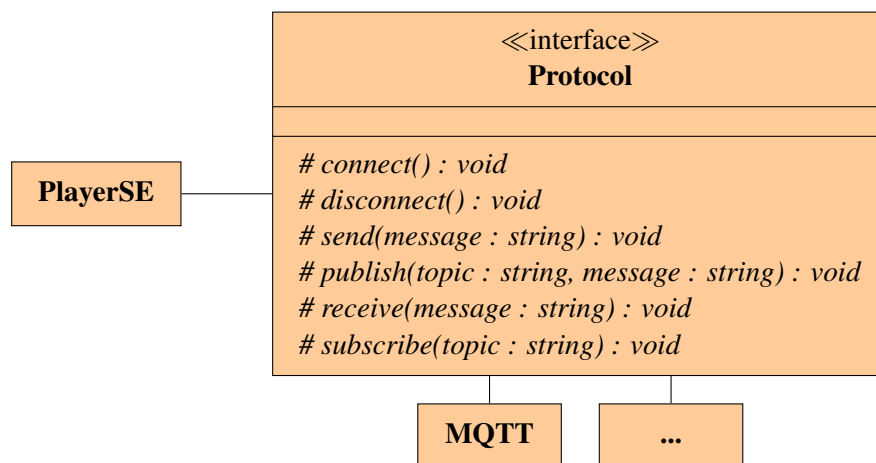 ≪interface≫
Protocol
PlayerSE
# connect() : void
# disconnect() : void
# send(message : string) : void
# publish(topic : string, message : string) : void
# receive(message : string) : void
# subscribe(topic : string) : void
MQTT
...